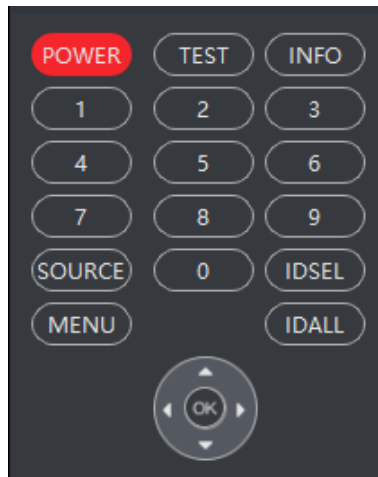 POWER TEST INFO
1 2 3
4 5 6
7 8 9
SOURCE 0 IDSEL
MENU IDALL
OK